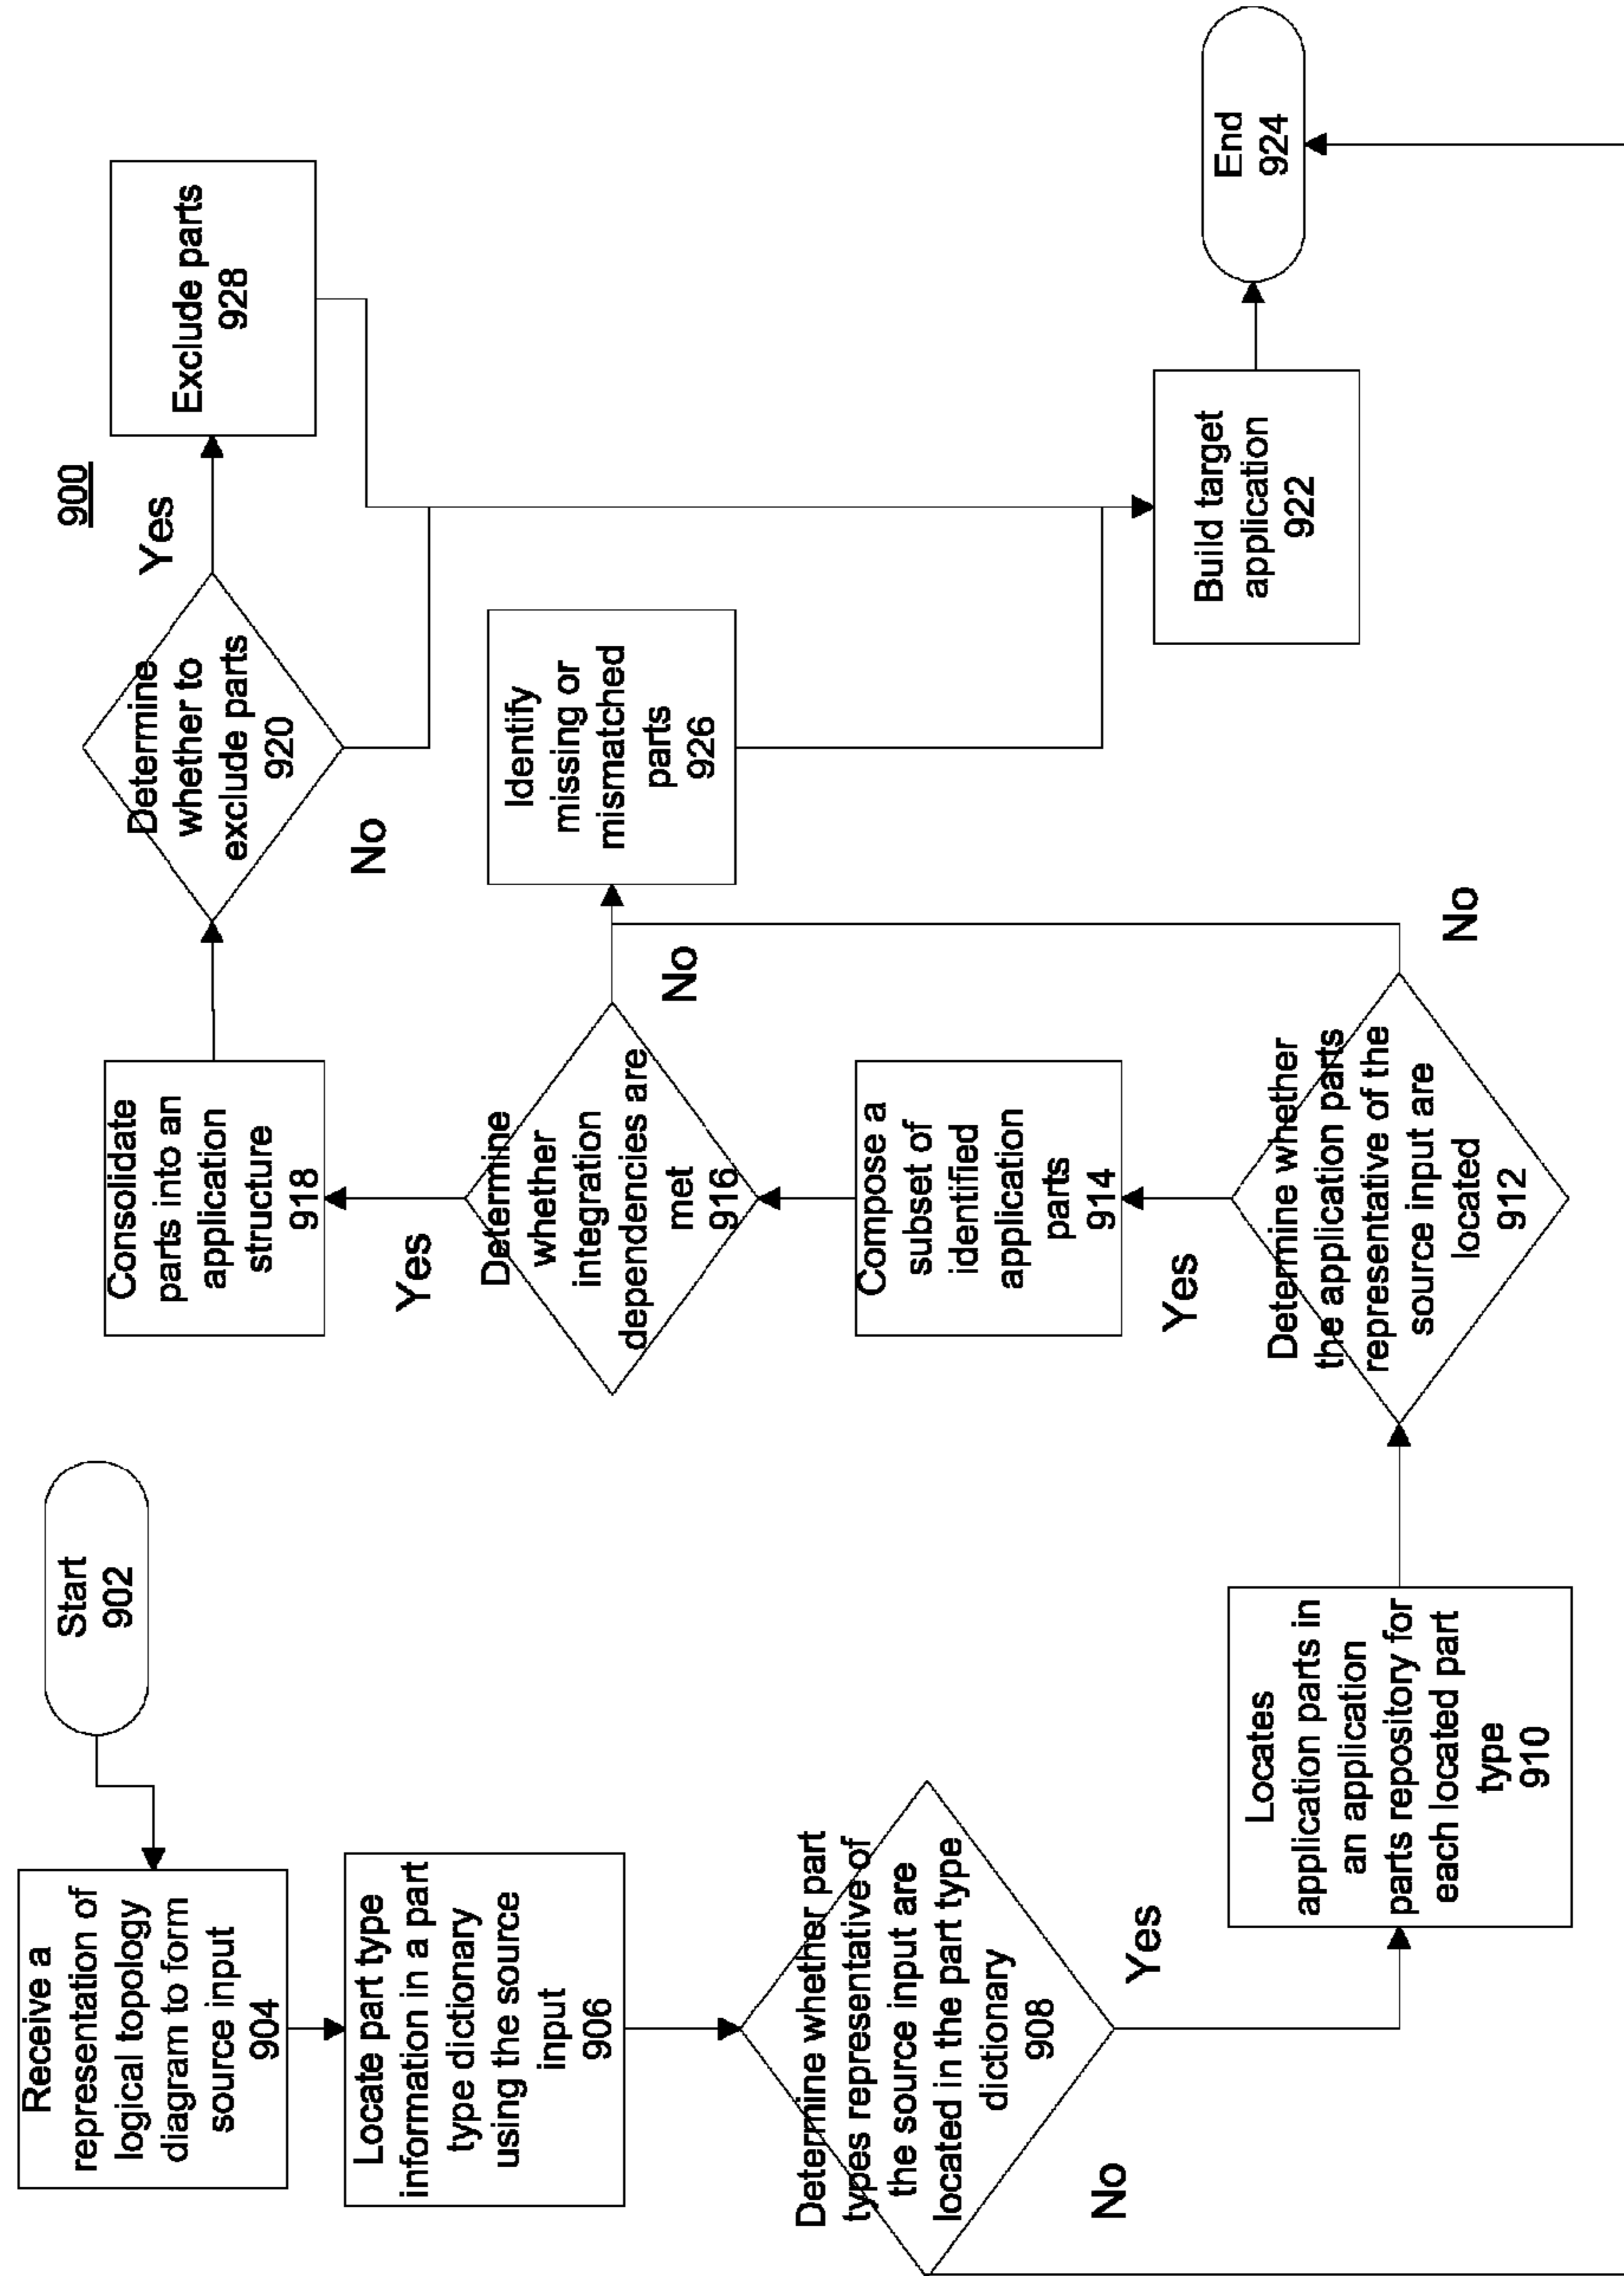 900
Start
902
Receive a
representation of
logical topology
diagram to form
source input
904
Locate part type
information in a part
type dictionary
using the source
input
906
Determine whether part
types representative of
the source input are
located in the part type
dictionary
908
No
Yes
Locates
application parts in
an application
parts repository for
each located part
type
910
Determine whether
the application parts
representative of the
source input are
located
912
Yes
No
Compose a
subset of
identified
application
parts
914
Determine
whether
integration
dependencies are
met
916
Yes
No
Consolidate
parts into an
application
structure
918
Determine
whether to
exclude parts
920
Yes
No
Identify
missing or
mismatched
parts
926
Exclude parts
928
Build target
application
922
End
924